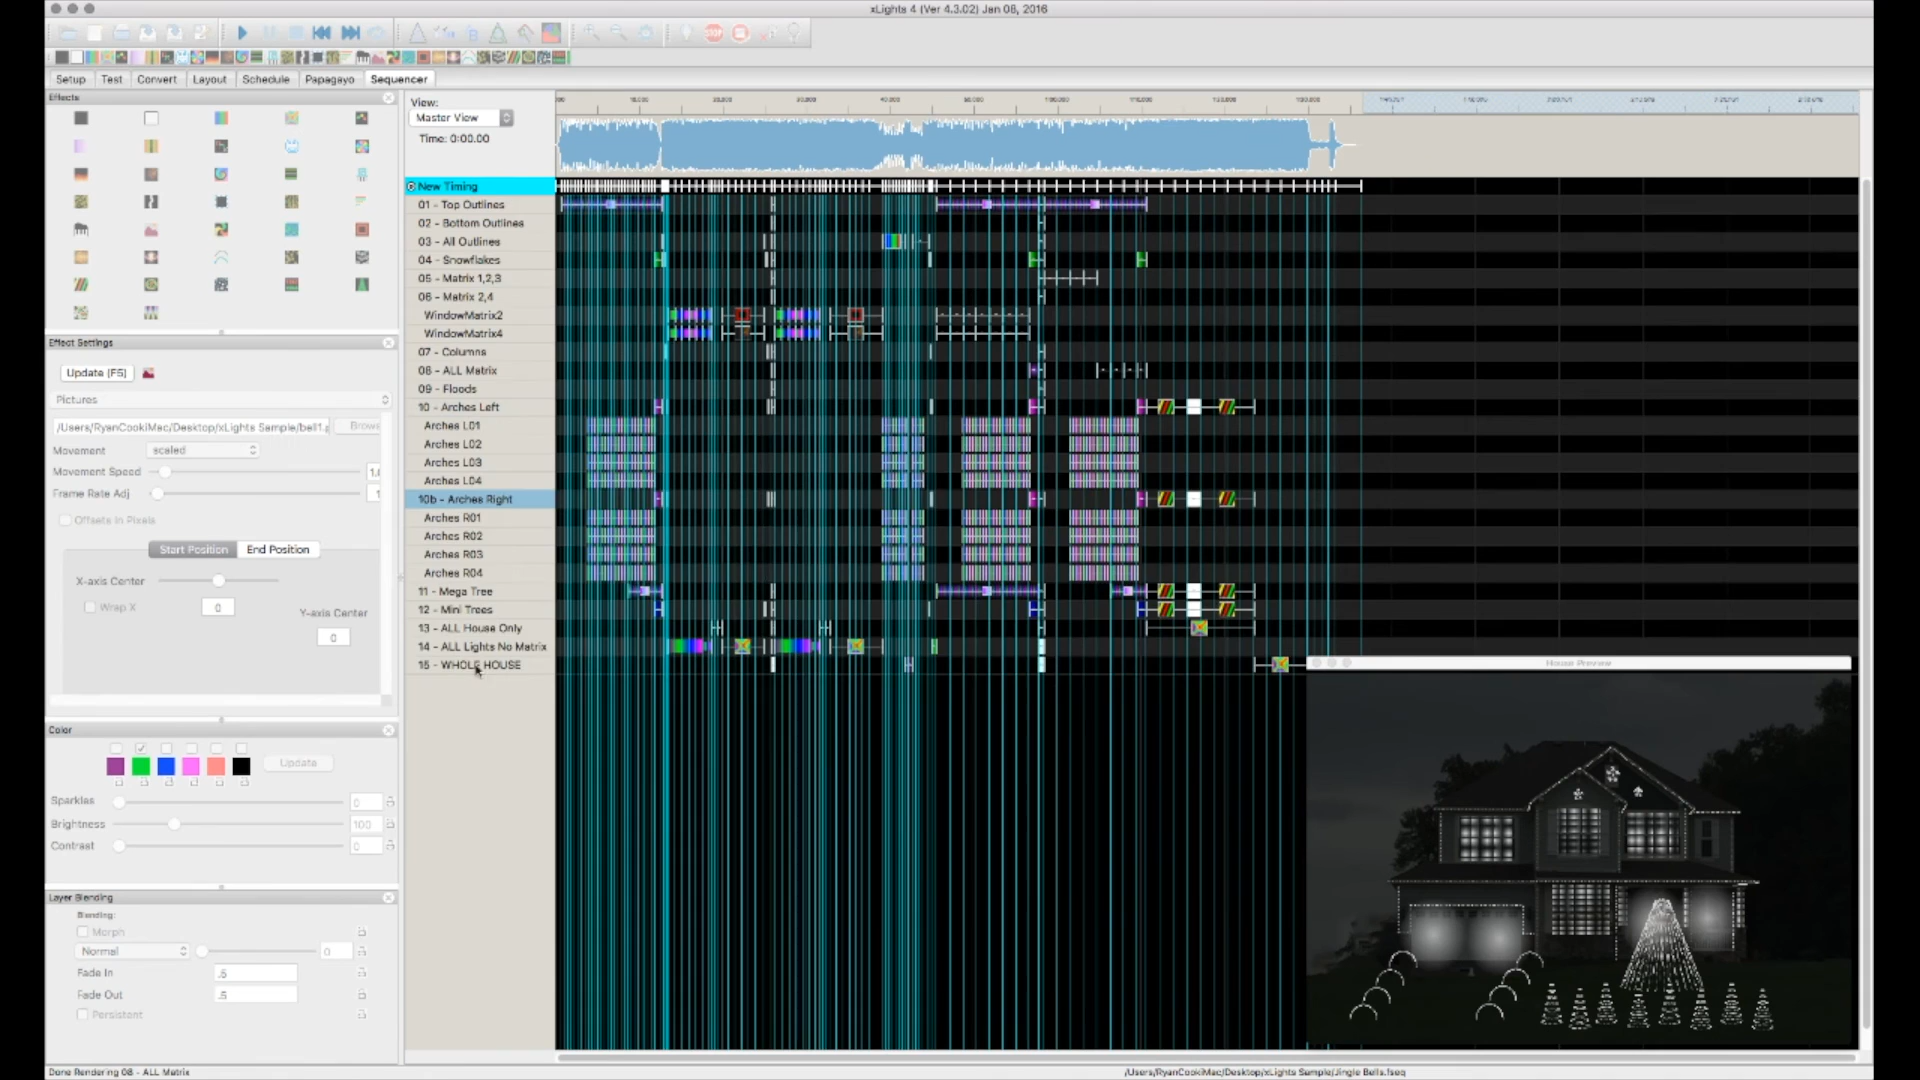 xLights 4 (Ver 4.3.02) Jan 08, 2016
STOP
Setup Test Convert Layout Schedule Papagayo Sequencer
Effects
View:
Master View
Time: 0:00.00
New Timing
01 - Top Outlines
02 - Bottom Outlines
03 - All Outlines
04 - Snowflakes
05 - Matrix 1,2,3
06 - Matrix 2,4
WindowMatrix2
WindowMatrix4
07 - Columns
08 - ALL Matrix
09 - Floods
10 - Arches Left
Arches L01
Arches L02
Arches L03
Arches L04
10b - Arches Right
Arches R01
Arches R02
Arches R03
Arches R04
11 - Mega Tree
12 - Mini Trees
13 - ALL House Only
14 - ALL Lights No Matrix
15 - WHOLE HOUSE
Effect Settings
Update (F5)
Pictures
/Users/RyanCookiMac/Desktop/xLights Sample/bell1.
Movement scaled
Movement Speed
Frame Rate Adj
Offsets In Pixels
Start Position End Position
X-axis Center
Wrap X 0
Y-axis Center
0
Color
Update
Sparkles 0
Brightness 100
Contrast 0
Layer Blending
Blending:
Morph
Normal 0
Fade In .5
Fade Out .5
Persistent
House Preview
Done Rendering 08 - ALL Matrix
/Users/RyanCookiMac/Desktop/xLights Sample/Jingle Bells.fseq